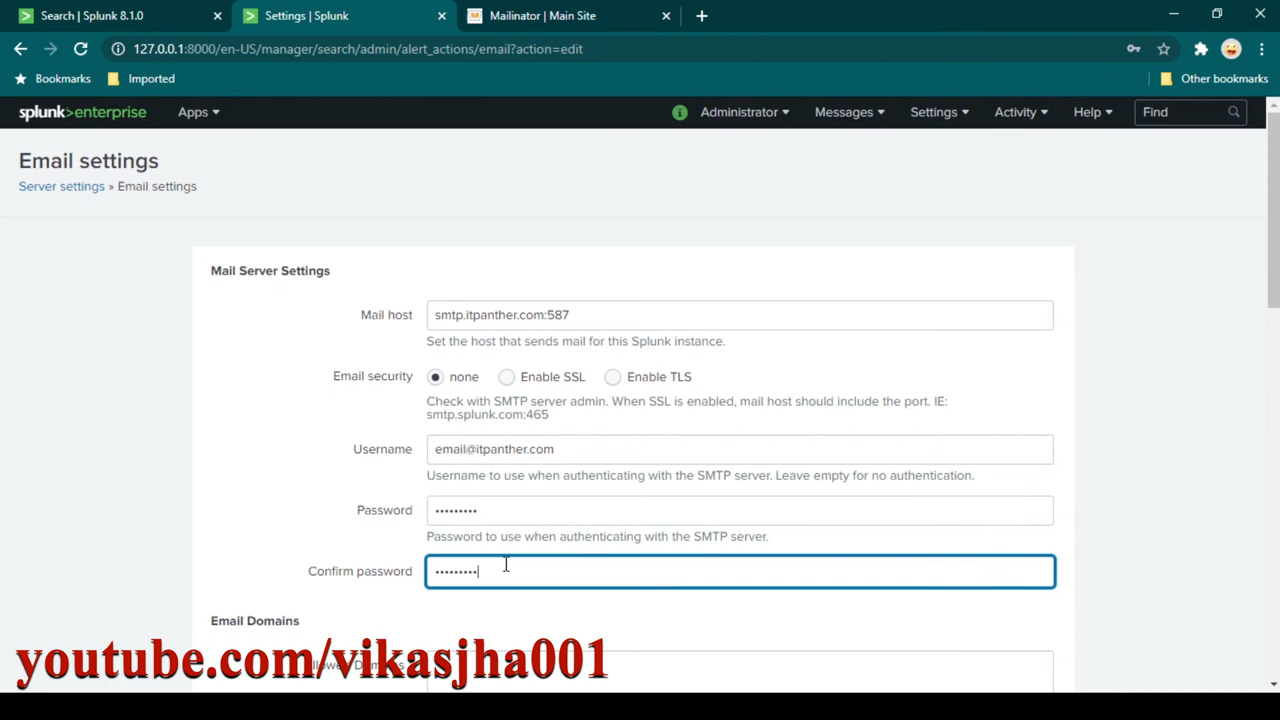 Search | Splunk 8.1.0
Settings | Splunk
Mailinator | Main Site
127.0.0.1:8000/en-US/manager/search/admin/alert_actions/email?action=edit
Bookmarks
Imported
Other bookmarks
splunk>enterprise
Apps
Administrator
Messages
Settings
Activity
Help
Find
Email settings
Server settings » Email settings
Mail Server Settings
Mail host
smtp.itpanther.com:587
Set the host that sends mail for this Splunk instance.
Email security
none
Enable SSL
Enable TLS
Check with SMTP server admin. When SSL is enabled, mail host should include the port. IE:
smtp.splunk.com:465
Username
email@itpanther.com
Username to use when authenticating with the SMTP server. Leave empty for no authentication.
Password
•••••••••
Password to use when authenticating with the SMTP server.
Confirm password
•••••••••
Email Domains
youtube.com/vikasjha001